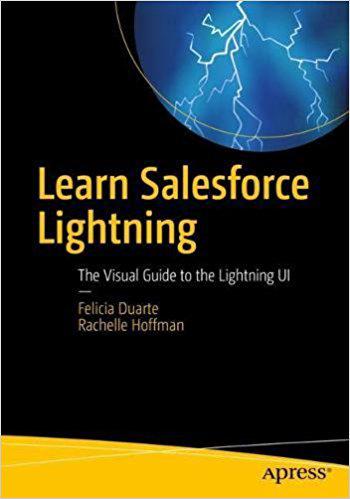 Learn Salesforce
Lightning
The Visual Guide to the Lightning UI
Felicia Duarte
Rachelle Hoffman
Apress®